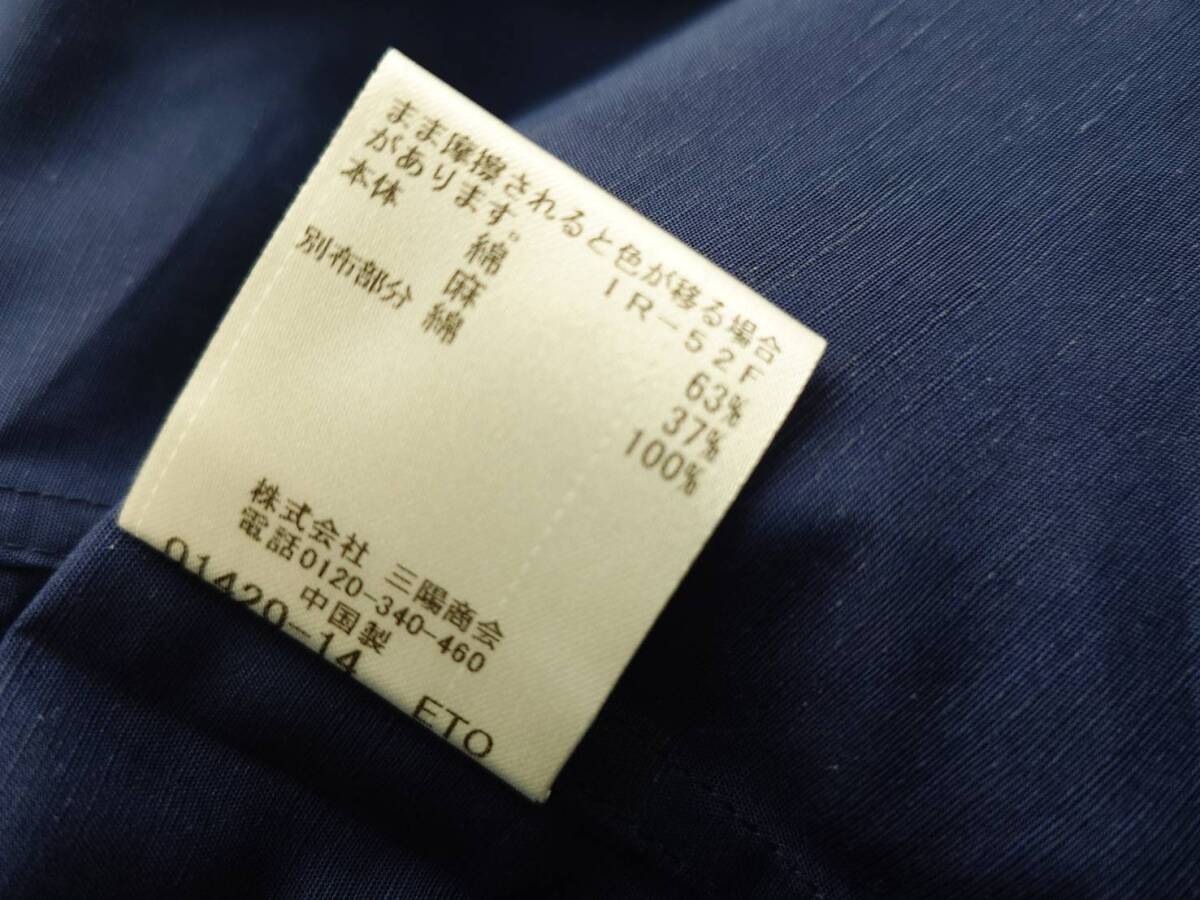 まま摩擦されると色が移る場合
があります。 IR-52F
本体 綿 63%
麻 37%
別布部分 綿 100%
株式会社 三陽商会
電話0120-340-460
中国製
01420-14 ETO